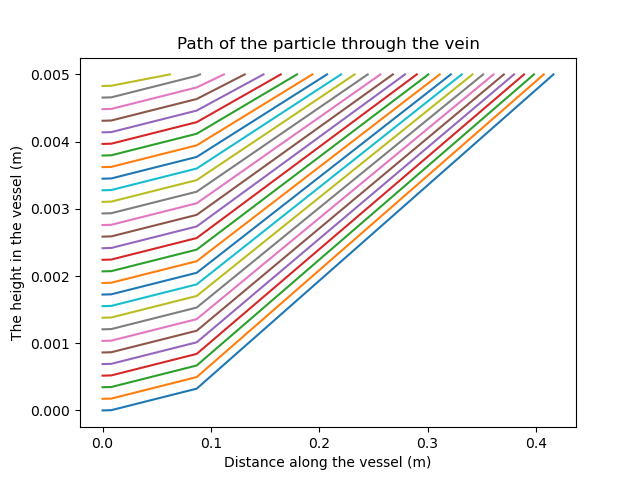 Path of the particle through the vein
The height in the vessel (m)
0.005
0.004
0.003
0.002
0.001
0.000
0.0 0.1 0.2 0.3 0.4
Distance along the vessel (m)